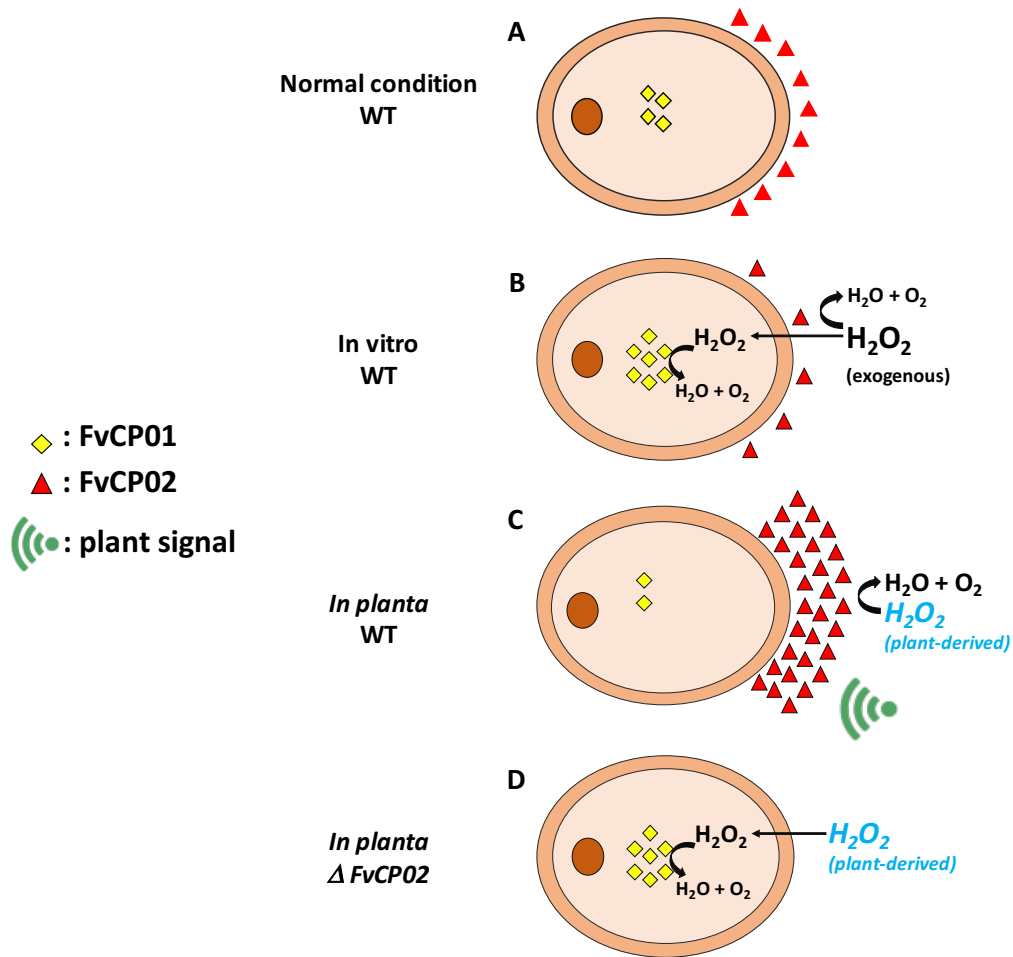 A
Normal condition
WT
B
H₂O + O₂
In vitro
WT
H₂O₂
H₂O₂
(exogenous)
H₂O + O₂
: FvCP01
: FvCP02
: plant signal
C
In planta
WT
H₂O + O₂
H₂O₂
(plant-derived)
D
In planta
Δ FvCP02
H₂O₂
H₂O₂
(plant-derived)
H₂O + O₂